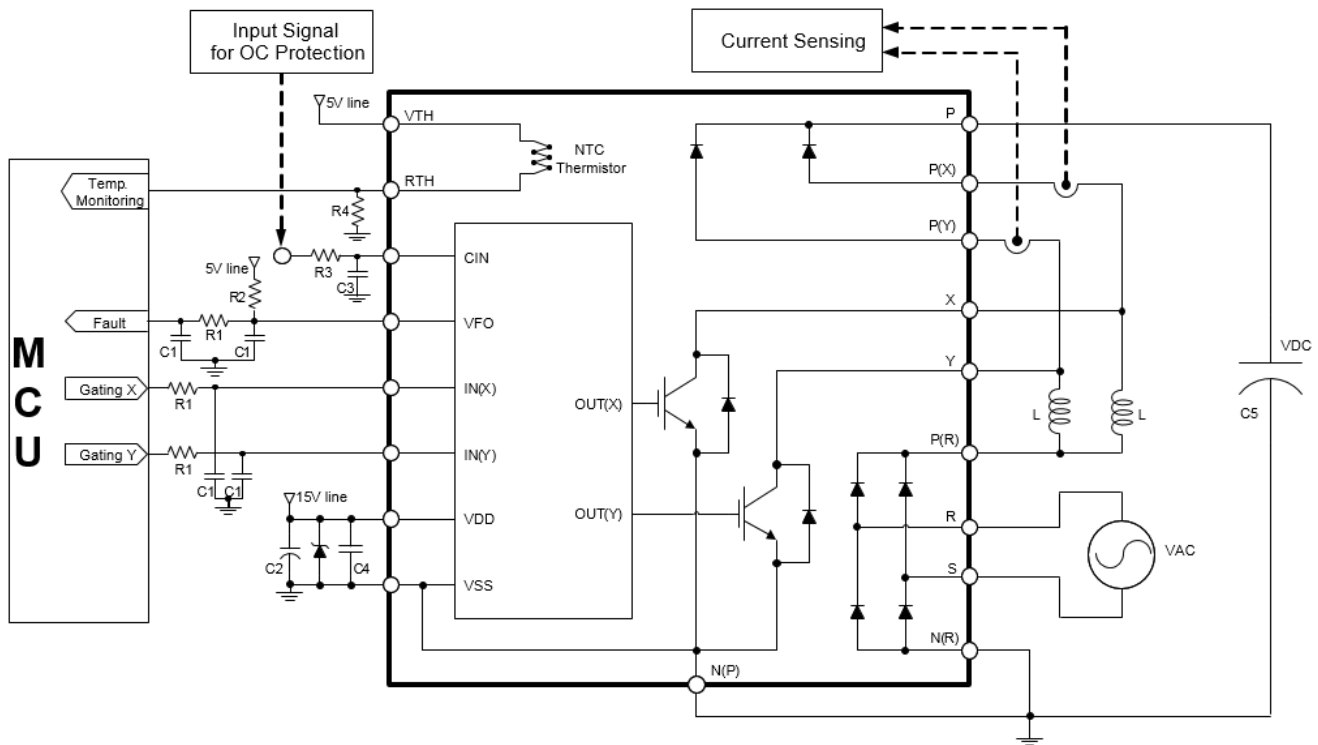 Input Signal
for OC Protection
Current Sensing
5V line
VTH
NTC
Thermistor
P
P(X)
P(Y)
Temp.
Monitoring
RTH
R4
CIN
R3
C3
5V line
R2
Fault
R1
C1
C1
VFO
MCU
Gating X
R1
IN(X)
Gating Y
R1
IN(Y)
C1
C1
15V line
VDD
C2
C4
VSS
OUT(X)
OUT(Y)
X
Y
L
L
VDC
C5
P(R)
R
S
VAC
N(R)
N(P)